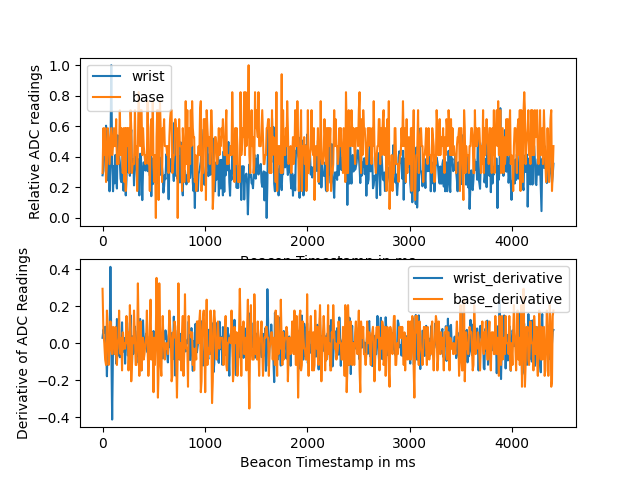 1.0
0.8
0.6
0.4
0.2
0.0
Relative ADC readings
wrist
base
0 1000 2000 3000 4000
Beacon Timestamp in ms
0.4
0.2
0.0
−0.2
−0.4
Derivative of ADC Readings
wrist_derivative
base_derivative
0 1000 2000 3000 4000
Beacon Timestamp in ms